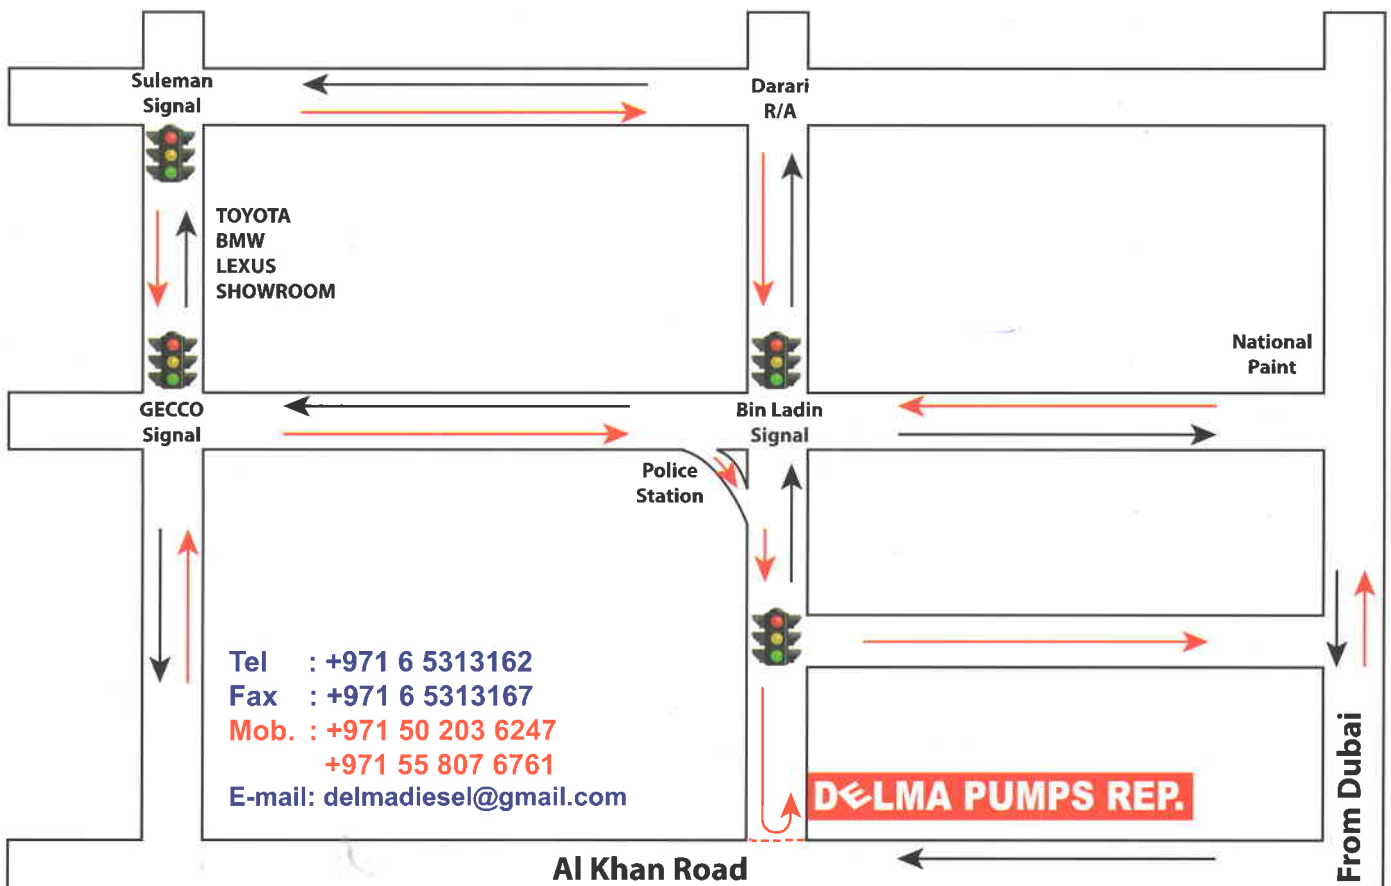 Suleman
Signal
Darari
R/A
TOYOTA
BMW
LEXUS
SHOWROOM
National
Paint
GECCO
Signal
Bin Ladin
Signal
Police
Station
Tel : +971 6 5313162
Fax : +971 6 5313167
Mob. : +971 50 203 6247
+971 55 807 6761
E-mail: delmadiesel@gmail.com
DELMA PUMPS REP.
From Dubai
Al Khan Road